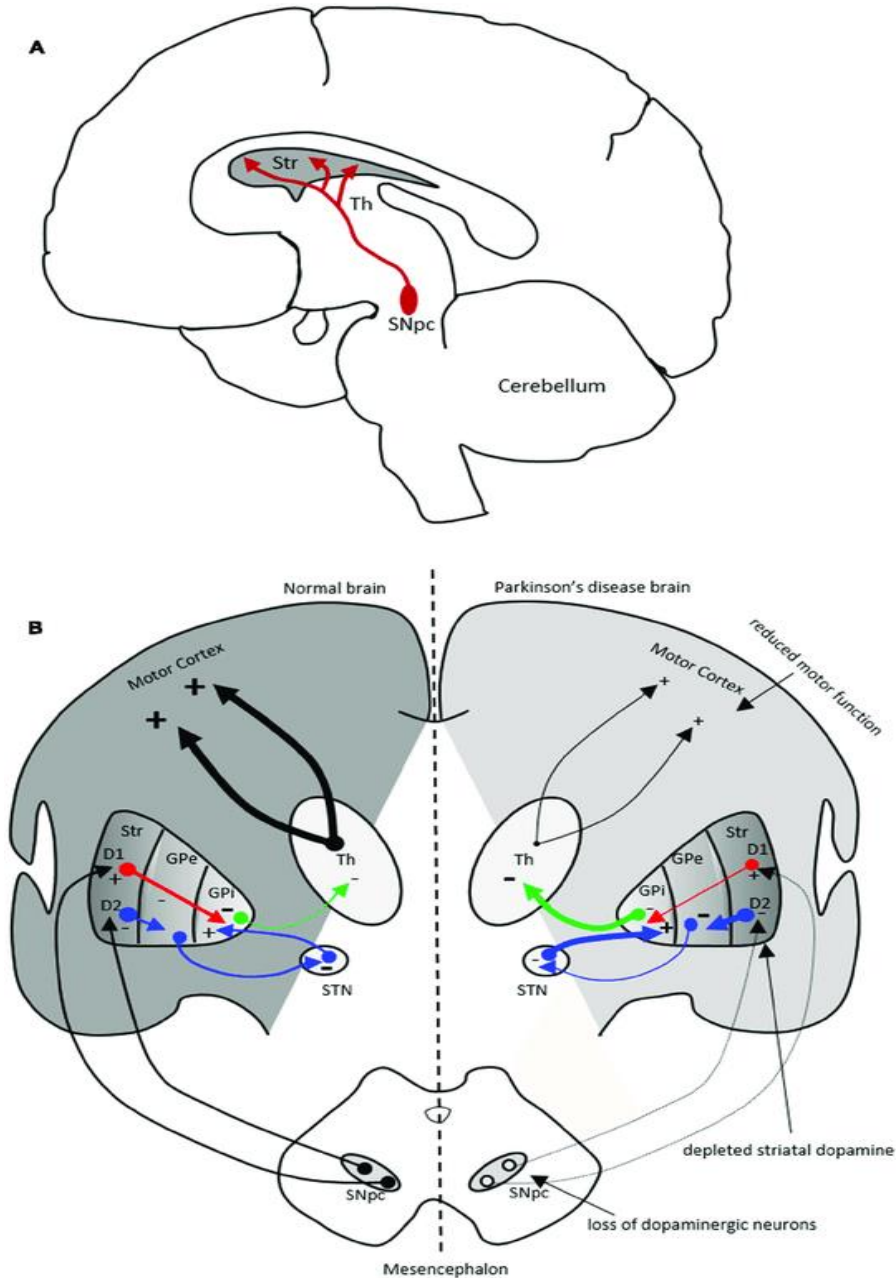 A
Str
Th
SNpc
Cerebellum
B
Normal brain
Parkinson's disease brain
reduced motor function
Motor Cortex
Motor Cortex
+
+
+
+
Str
GPe
GPi
D1
+
D2
-
-
-
+
Th
-
STN
-
Th
-
STN
-
Str
GPe
GPi
D1
+
D2
-
-
-
+
depleted striatal dopamine
SNpc
SNpc
loss of dopaminergic neurons
Mesencephalon